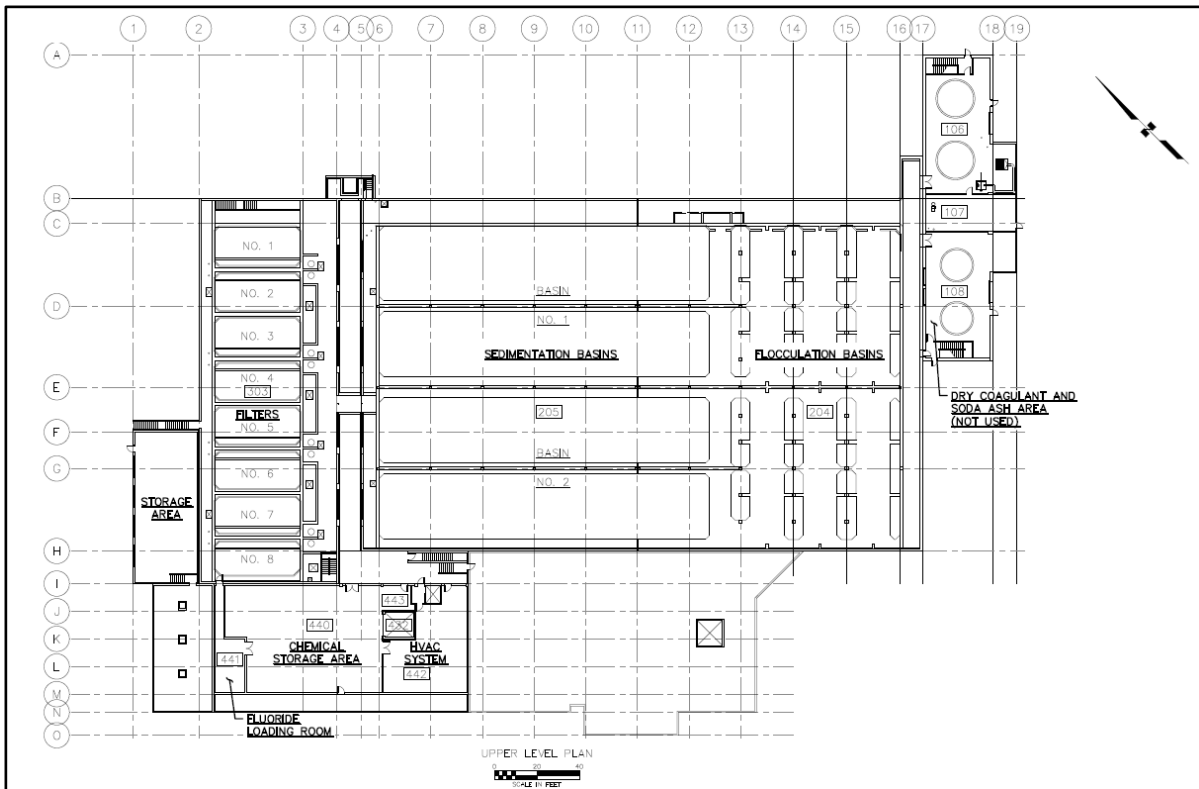 1 2 3 4 5 6 7 8 9 10 11 12 13 14 15 16 17 18 19
A
106
B
107
C
NO. 1
108
NO. 2
BASIN
D
NO. 1
NO. 3
SEDIMENTATION BASINS
FLOCCULATION BASINS
NO. 4
E
303
DRY COAGULANT AND
SODA ASH AREA
(NOT USED)
205
204
FILTERS
NO. 5
F
BASIN
NO. 6
G
NO. 2
STORAGE
AREA
NO. 7
H
NO. 8
I
443
J
440
432
K
CHEMICAL
STORAGE AREA
HVAC
SYSTEM
441
L
442
M
N
FLUORIDE
LOADING ROOM
O
UPPER LEVEL PLAN
0 20 40
SCALE IN FEET
N